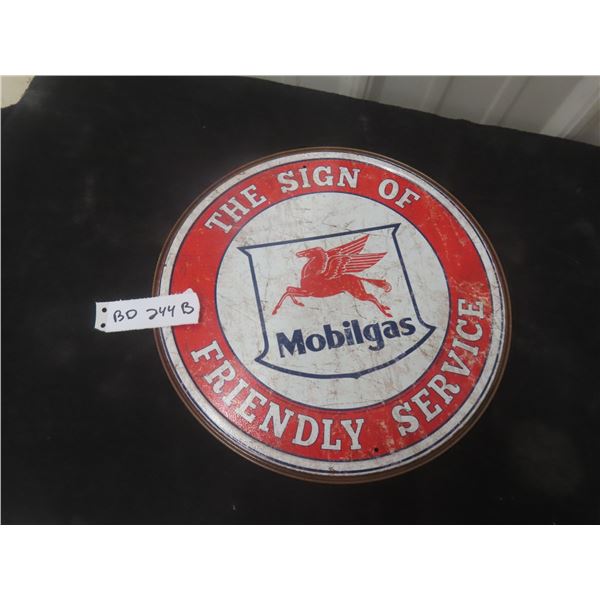 THE SIGN OF
Mobilgas
FRIENDLY SERVICE
BD 244 B